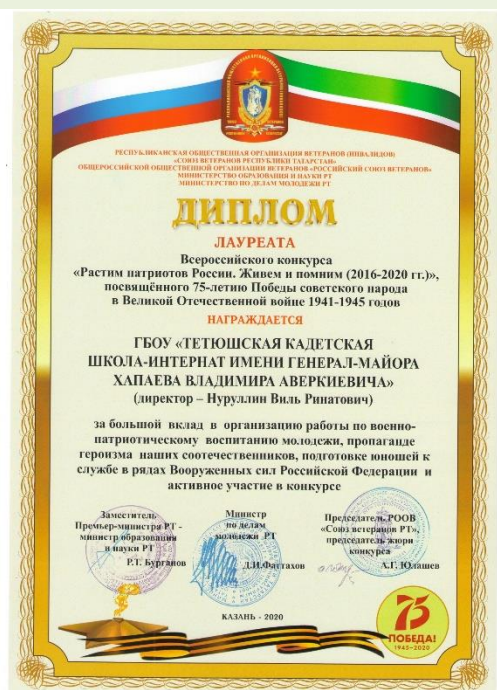 РЕСПУБЛИКАНСКАЯ ОБЩЕСТВЕННАЯ ОРГАНИЗАЦИЯ ВЕТЕРАНОВ (ИНВАЛИДОВ)
«СОЮЗ ВЕТЕРАНОВ РЕСПУБЛИКИ ТАТАРСТАН»
ОБЩЕРОССИЙСКОЙ ОБЩЕСТВЕННОЙ ОРГАНИЗАЦИИ ВЕТЕРАНОВ «РОССИЙСКИЙ СОЮЗ ВЕТЕРАНОВ»
МИНИСТЕРСТВО ОБРАЗОВАНИЯ И НАУКИ РТ
МИНИСТЕРСТВО ПО ДЕЛАМ МОЛОДЕЖИ РТ
ДИПЛОМ
ЛАУРЕАТА
Всероссийского конкурса
«Растим патриотов России. Живем и помним (2016-2020 гг.)»,
посвящённого 75-летию Победы советского народа
в Великой Отечественной войне 1941-1945 годов
НАГРАЖДАЕТСЯ
ГБОУ «ТЕТЮШСКАЯ КАДЕТСКАЯ
ШКОЛА-ИНТЕРНАТ ИМЕНИ ГЕНЕРАЛ-МАЙОРА
ХАПАЕВА ВЛАДИМИРА АВЕРКИЕВИЧА»
(директор – Нуруллин Виль Ринатович)
за большой вклад в организацию работы по военно-
патриотическому воспитанию молодежи, пропаганде
героизма наших соотечественников, подготовке юношей к
службе в рядах Вооруженных сил Российской Федерации и
активное участие в конкурсе
Заместитель
Премьер-министра РТ -
министр образования
и науки РТ
Р.Т. Бурганов
Министр
по делам
молодежи РТ
Д.И.Фаттахов
Председатель РООВ
«Союз ветеранов РТ»,
председатель жюри
конкурса
А.Г. Юлашев
КАЗАНЬ - 2020
75
ПОБЕДА!
1945–2020